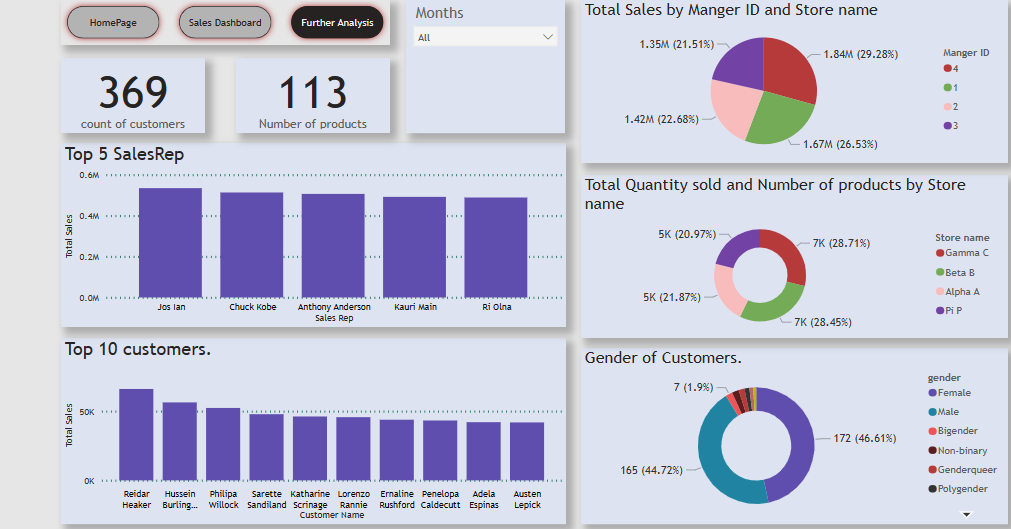 HomePage
Sales Dashboard
Further Analysis
Months
All
369
count of customers
113
Number of products
Top 5 SalesRep
Total Sales
0.6M
0.4M
0.2M
0.0M
Jos Ian
Chuck Kobe
Anthony Anderson
Kauri Main
Ri Olna
Sales Rep
Top 10 customers.
Total Sales
50K
0K
Reidar
Heaker
Hussein
Burling...
Philipa
Willock
Sarette
Sandiland
Katharine
Scrinage
Lorenzo
Rannie
Ernaline
Rushford
Penelopa
Caldecutt
Adela
Espinas
Austen
Lepick
Customer Name
Total Sales by Manger ID and Store name
1.35M (21.51%)
1.84M (29.28%)
1.42M (22.68%)
1.67M (26.53%)
Manger ID
4
1
2
3
Total Quantity sold and Number of products by Store
name
5K (20.97%)
7K (28.71%)
5K (21.87%)
7K (28.45%)
Store name
Gamma C
Beta B
Alpha A
Pi P
Gender of Customers.
7 (1.9%)
172 (46.61%)
165 (44.72%)
gender
Female
Male
Bigender
Non-binary
Genderqueer
Polygender